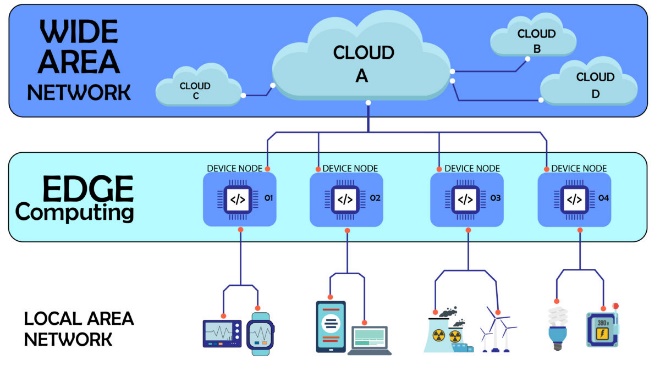 WIDE
AREA
NETWORK
CLOUD
A
CLOUD
B
CLOUD
C
CLOUD
D
EDGE
Computing
DEVICE NODE
01
</>
DEVICE NODE
02
</>
DEVICE NODE
03
</>
DEVICE NODE
04
</>
LOCAL AREA
NETWORK